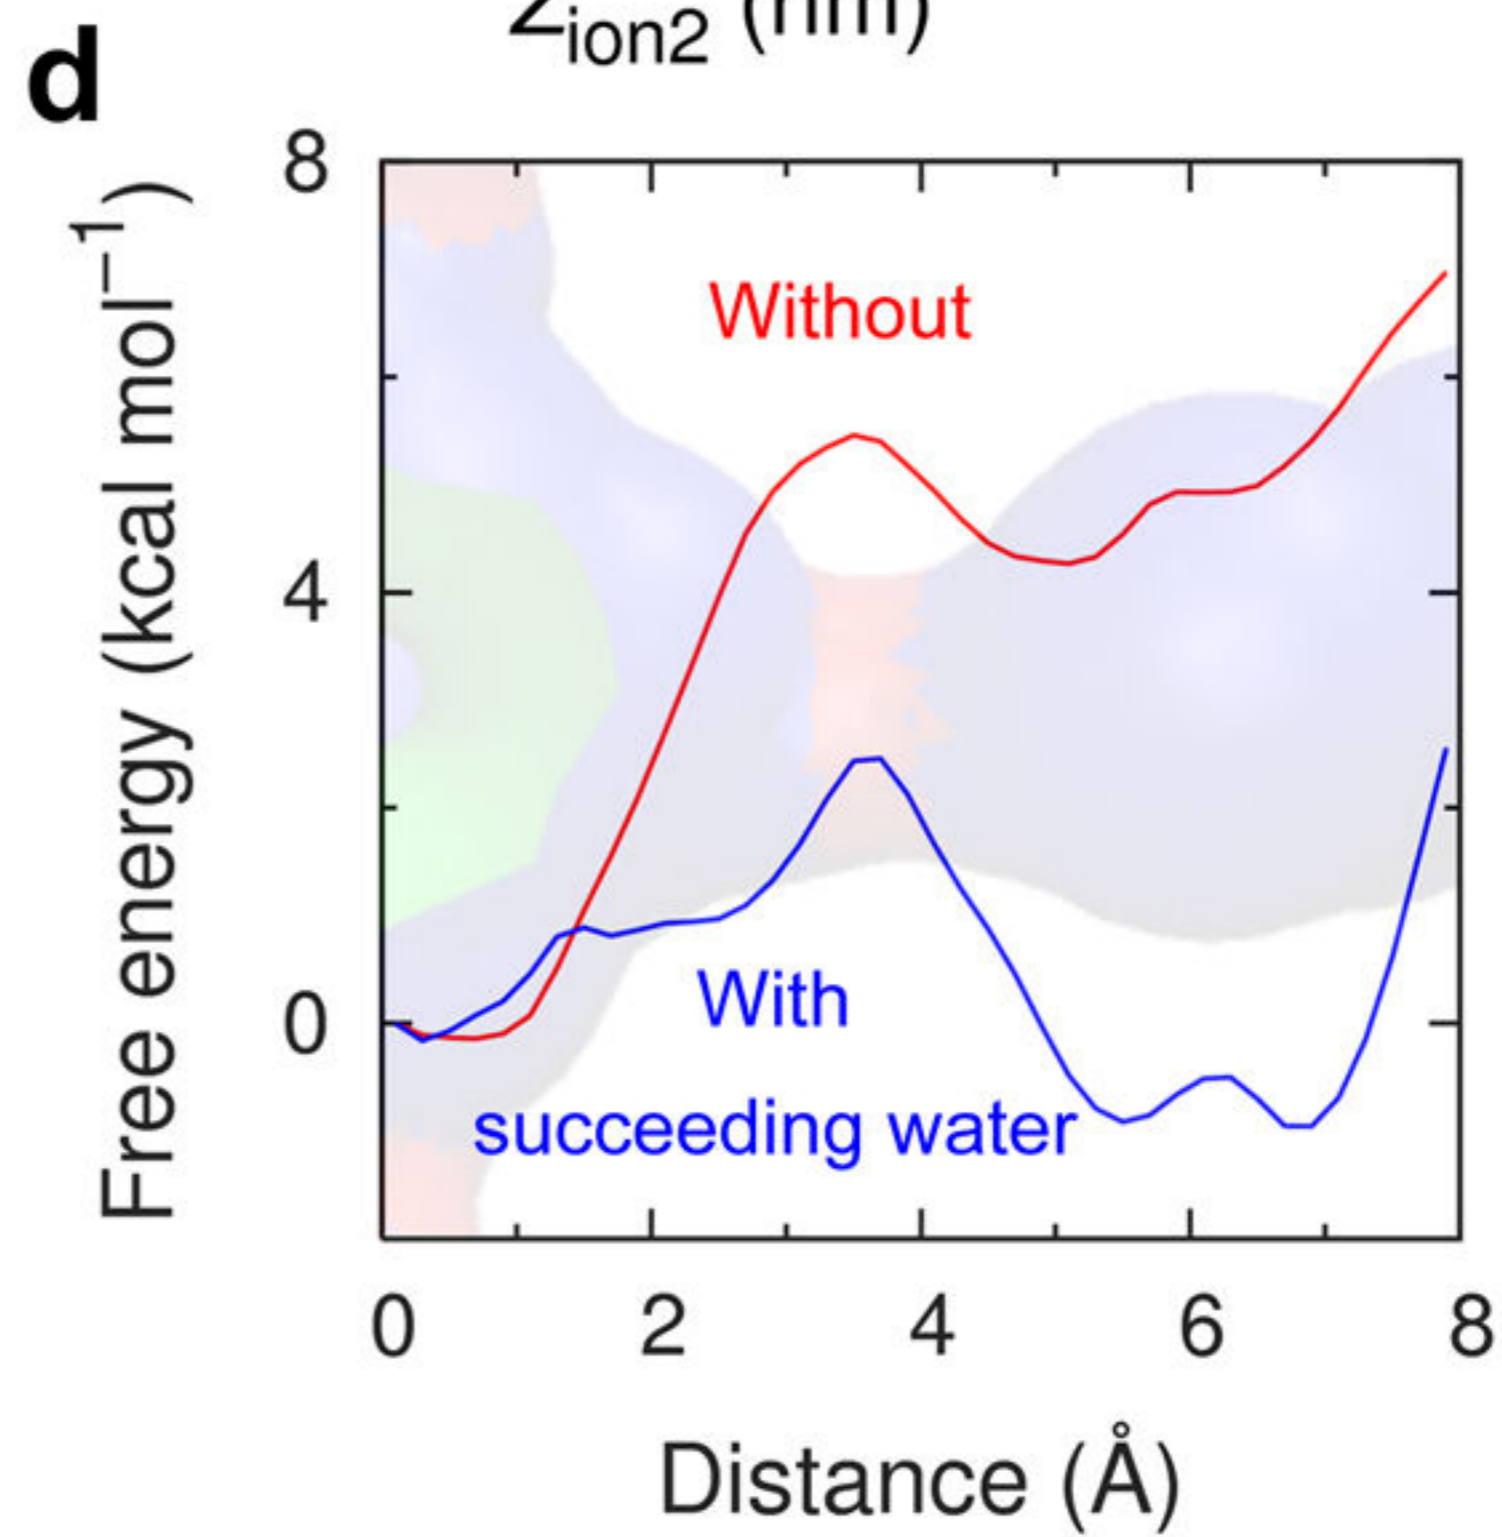 Z_ion2 (nm)
d
8
4
0
Free energy (kcal mol⁻¹)
Without
With
succeeding water
0 2 4 6 8
Distance (Å)